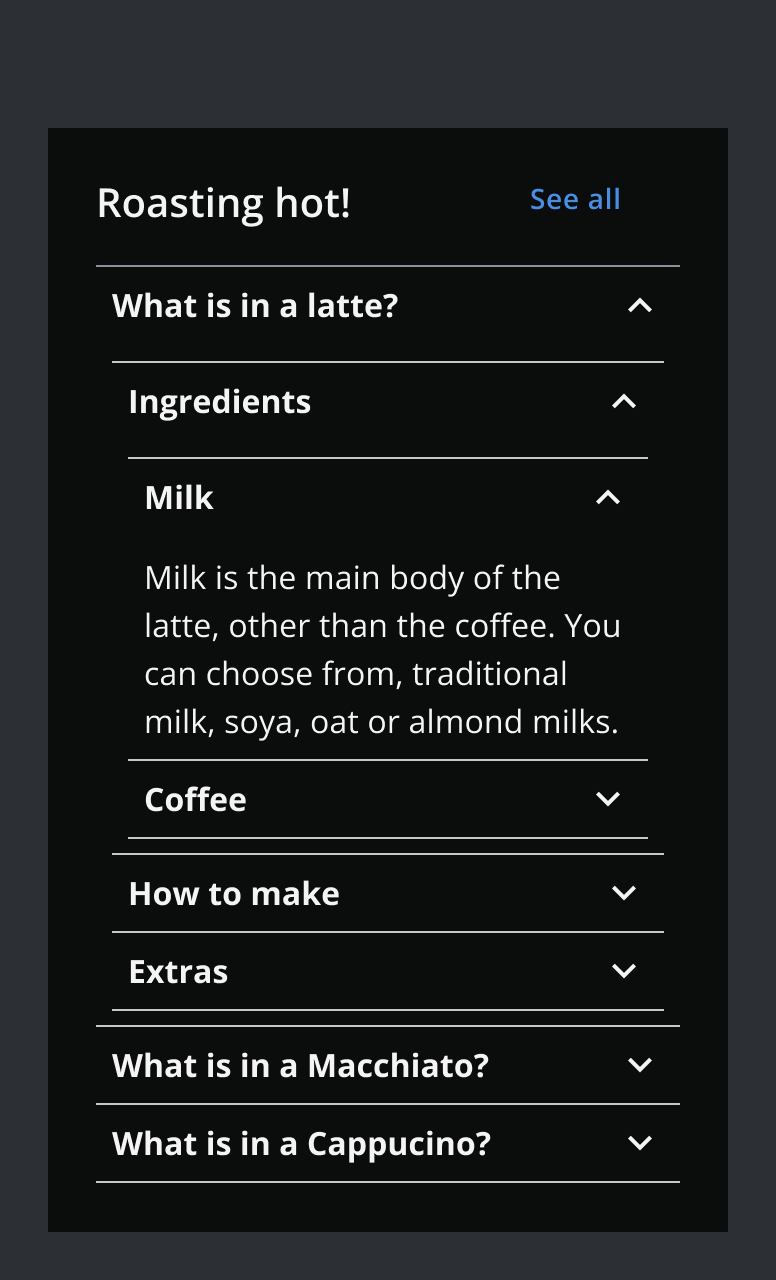 Roasting hot!
See all
What is in a latte?
Ingredients
Milk
Milk is the main body of the
latte, other than the coffee. You
can choose from, traditional
milk, soya, oat or almond milks.
Coffee
How to make
Extras
What is in a Macchiato?
What is in a Cappucino?